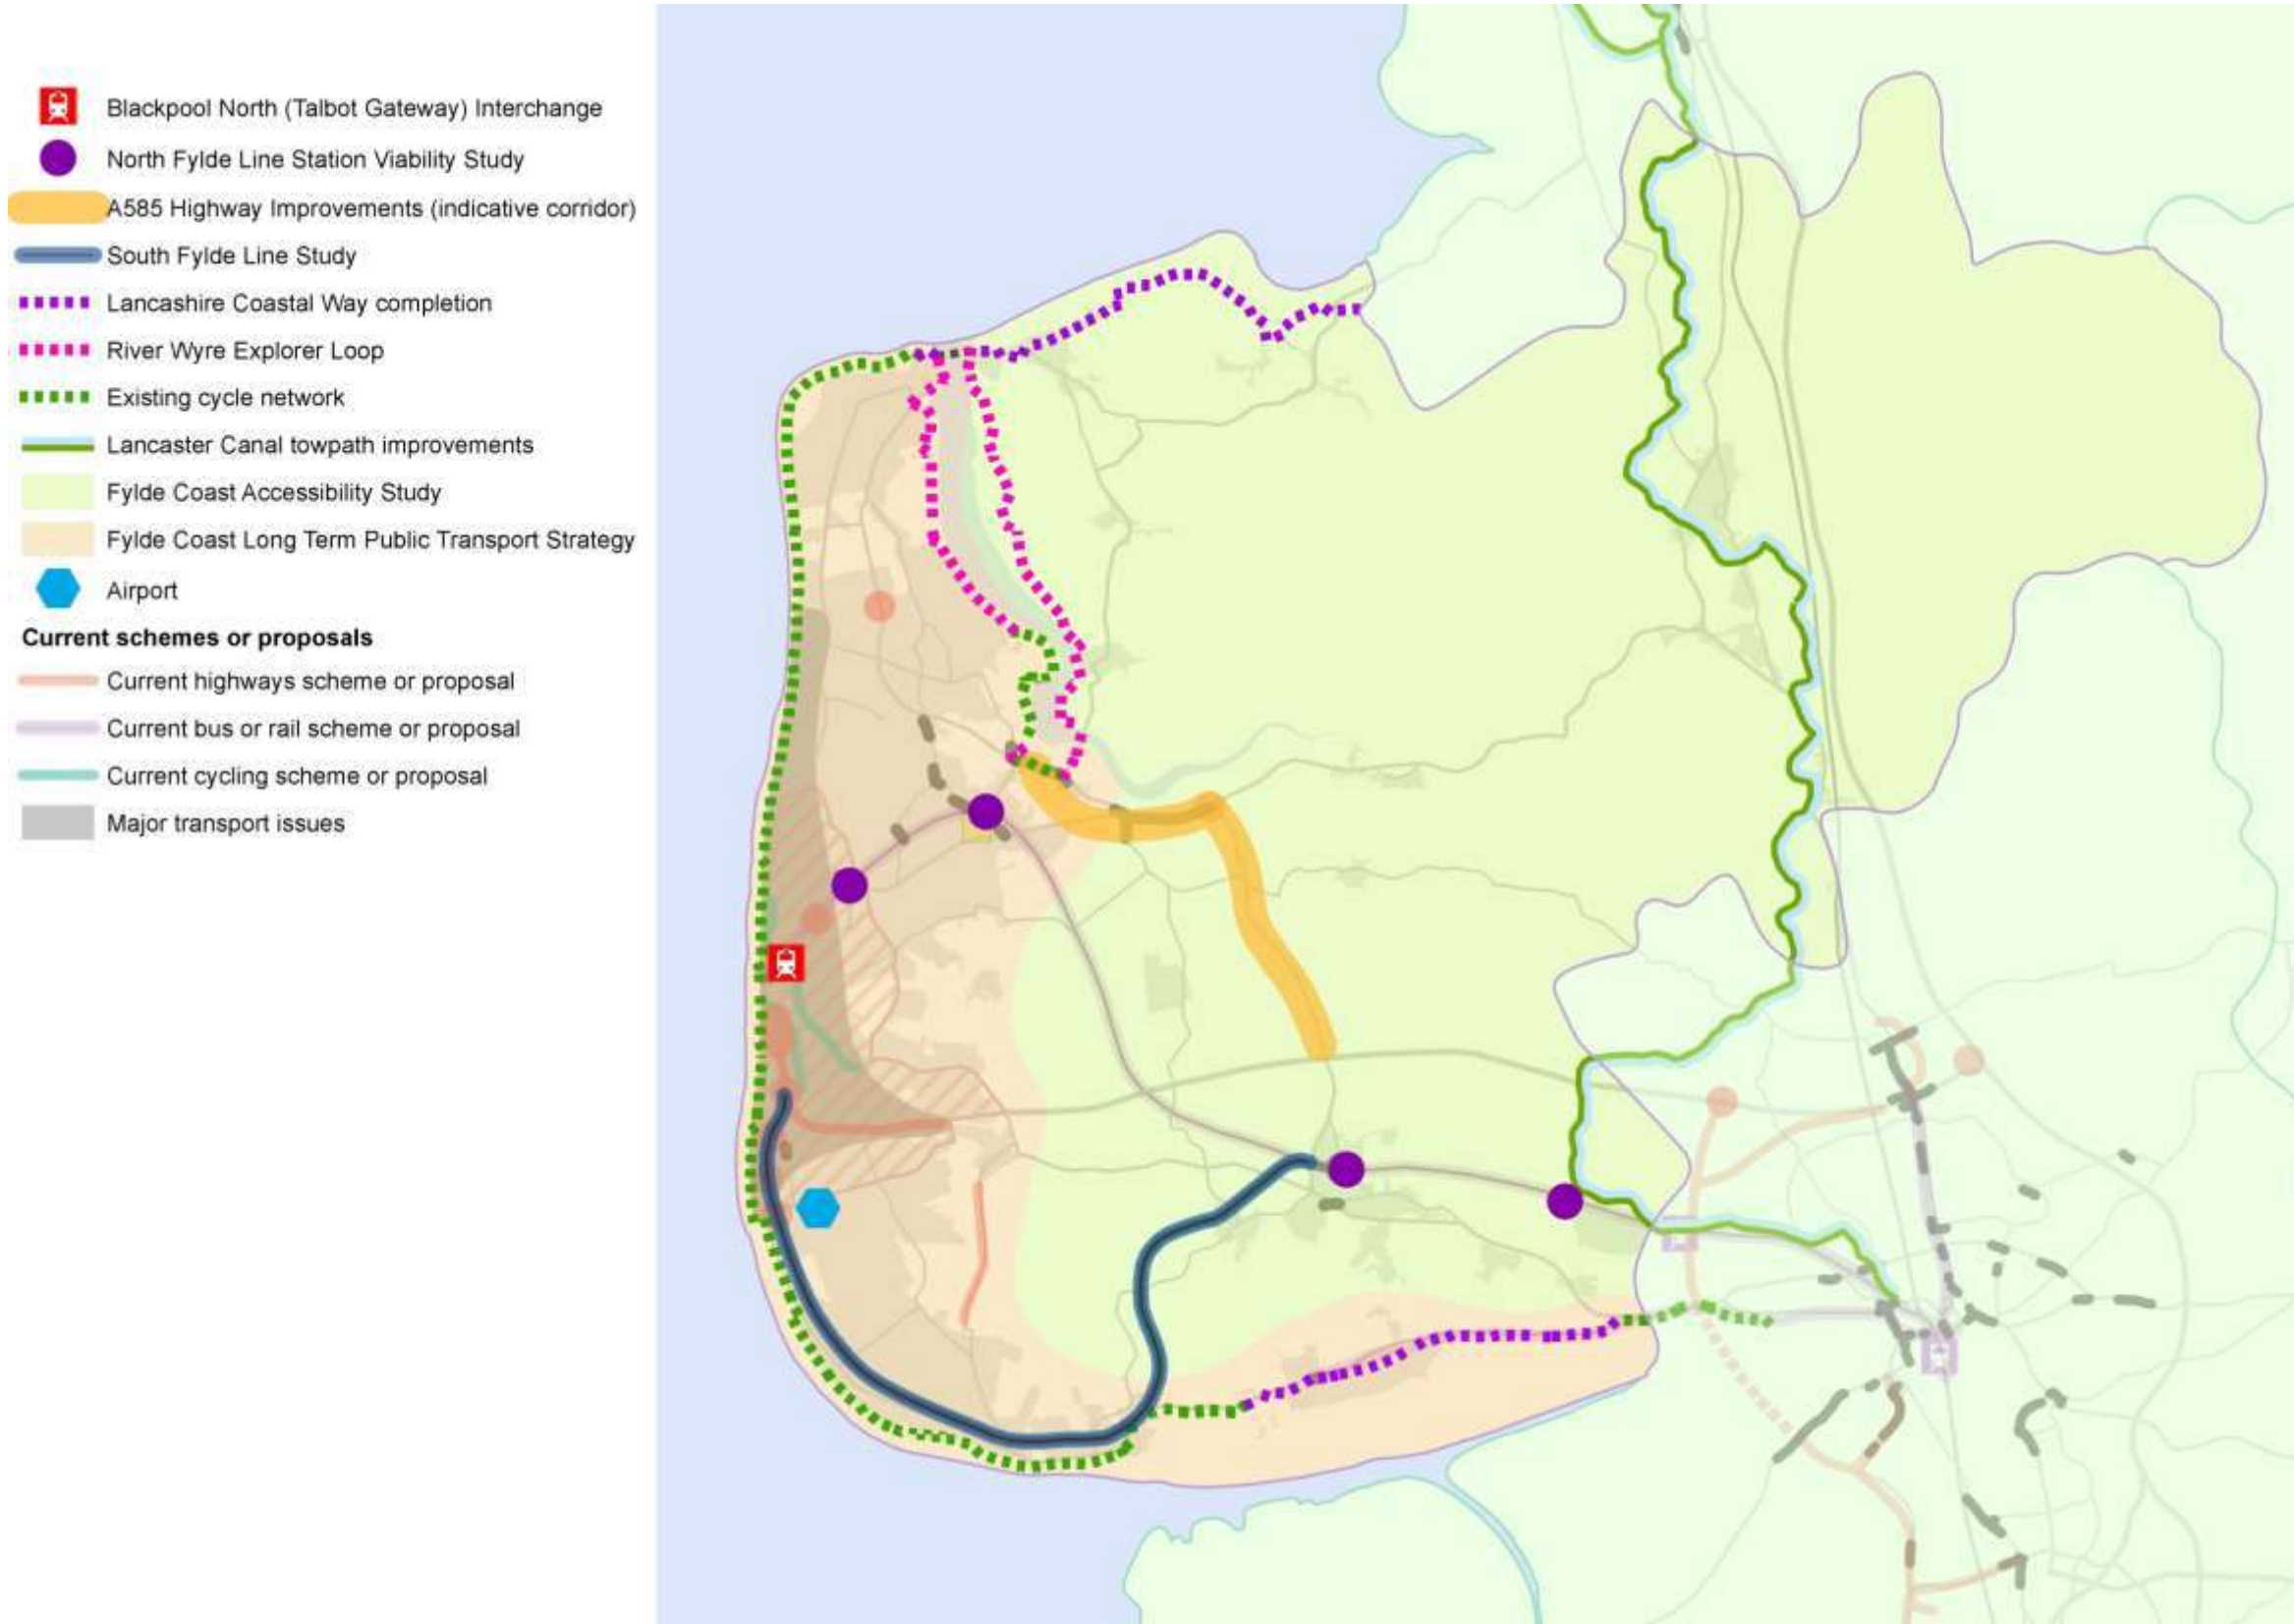 Blackpool North (Talbot Gateway) Interchange
North Fylde Line Station Viability Study
A585 Highway Improvements (indicative corridor)
South Fylde Line Study
Lancashire Coastal Way completion
River Wyre Explorer Loop
Existing cycle network
Lancaster Canal towpath improvements
Fylde Coast Accessibility Study
Fylde Coast Long Term Public Transport Strategy
Airport
Current schemes or proposals
Current highways scheme or proposal
Current bus or rail scheme or proposal
Current cycling scheme or proposal
Major transport issues